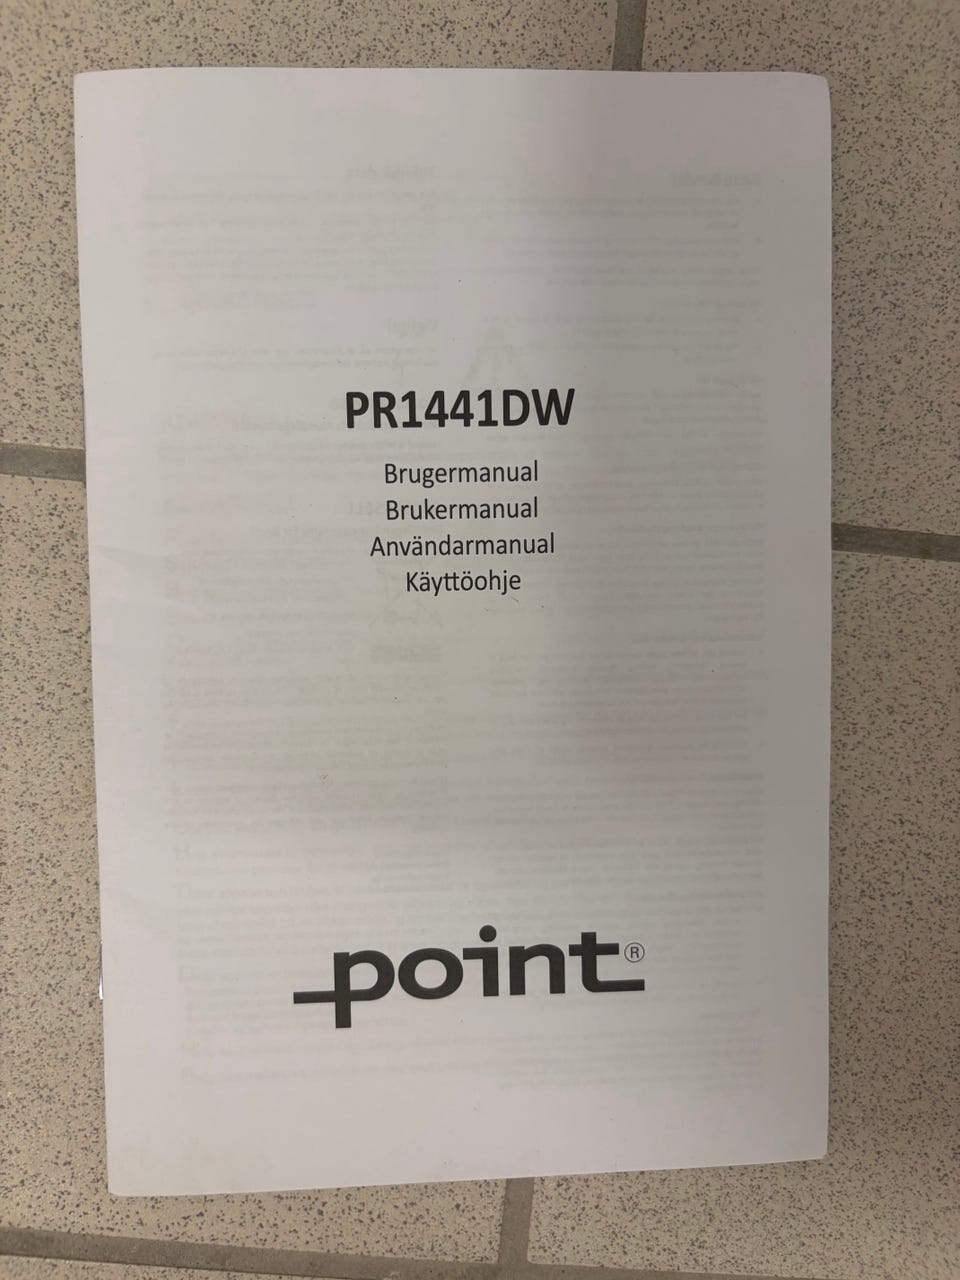 PR1441DW
Brugermanual
Brukermanual
Användarmanual
Käyttöohje
point®